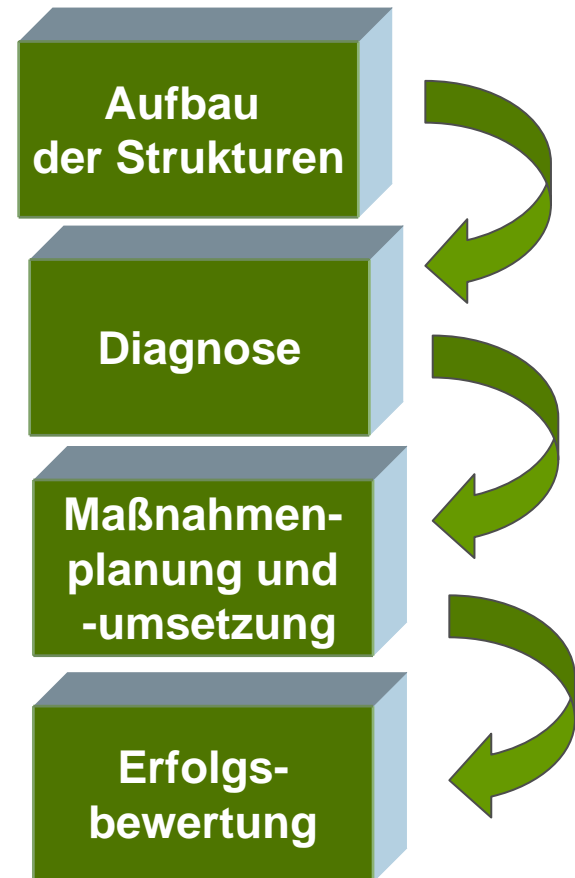 Aufbau
der Strukturen
Diagnose
Maßnahmen-
planung und
-umsetzung
Erfolgs-
bewertung